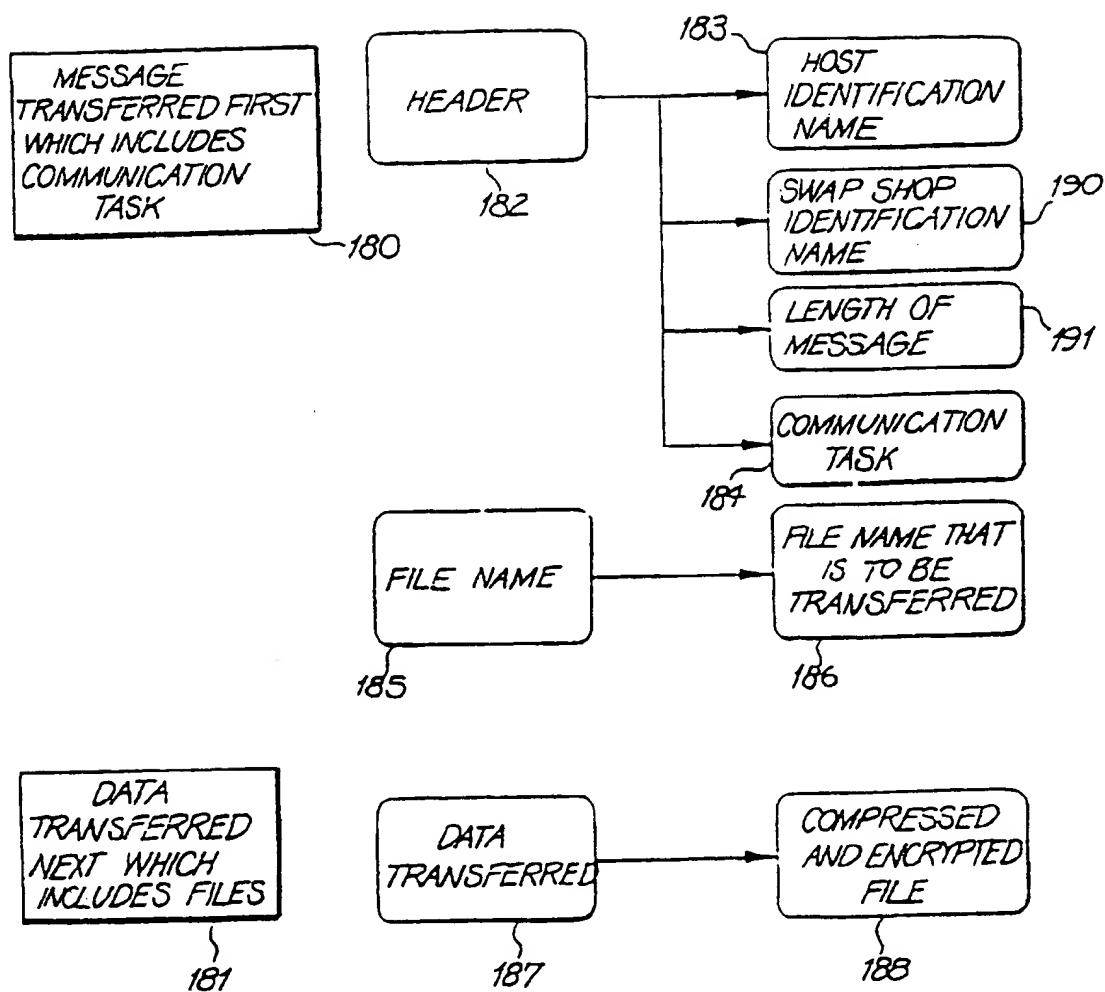 MESSAGE
TRANSFERRED FIRST
WHICH INCLUDES
COMMUNICATION
TASK
180
HEADER
182
183
HOST
IDENTIFICATION
NAME
SWAP SHOP
IDENTIFICATION
NAME
190
LENGTH OF
MESSAGE
191
COMMUNICATION
TASK
184
FILE NAME
185
FILE NAME THAT
IS TO BE
TRANSFERRED
186
DATA
TRANSFERRED
NEXT WHICH
INCLUDES FILES
181
DATA
TRANSFERRED
187
COMPRESSED
AND ENCRYPTED
FILE
188